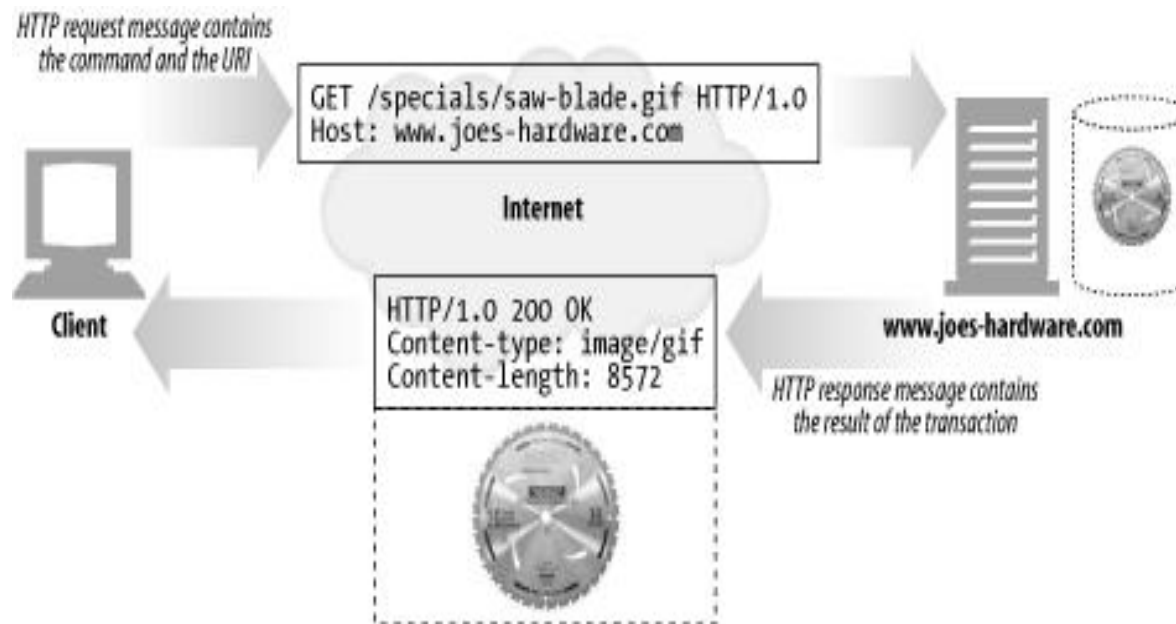 HTTP request message contains
the command and the URI
GET /specials/saw-blade.gif HTTP/1.0
Host: www.joes-hardware.com
Internet
Client
HTTP/1.0 200 OK
Content-type: image/gif
Content-length: 8572
www.joes-hardware.com
HTTP response message contains
the result of the transaction